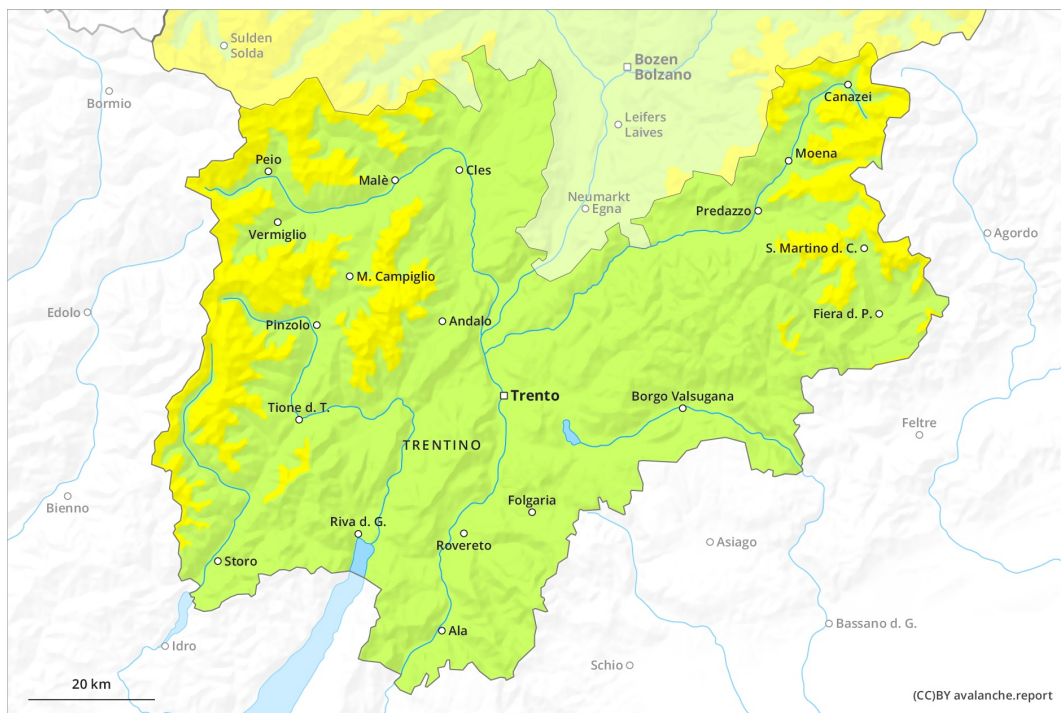 Sulden
Solda
Bozen
Bolzano
Bormio
Canazei
Leifers
Laives
Moena
Peio
Malè
Cles
Neumarkt
Egna
Predazzo
Vermiglio
Agordo
S. Martino d. C.
M. Campiglio
Edolo
Pinzolo
Andalo
Fiera d. P.
Trento
Borgo Valsugana
Tione d. T.
Feltre
TRENTINO
Bienno
Folgaria
Riva d. G.
Rovereto
Asiago
Storo
Ala
Bassano d. G.
Idro
Schio
20 km
(CC)BY avalanche.report